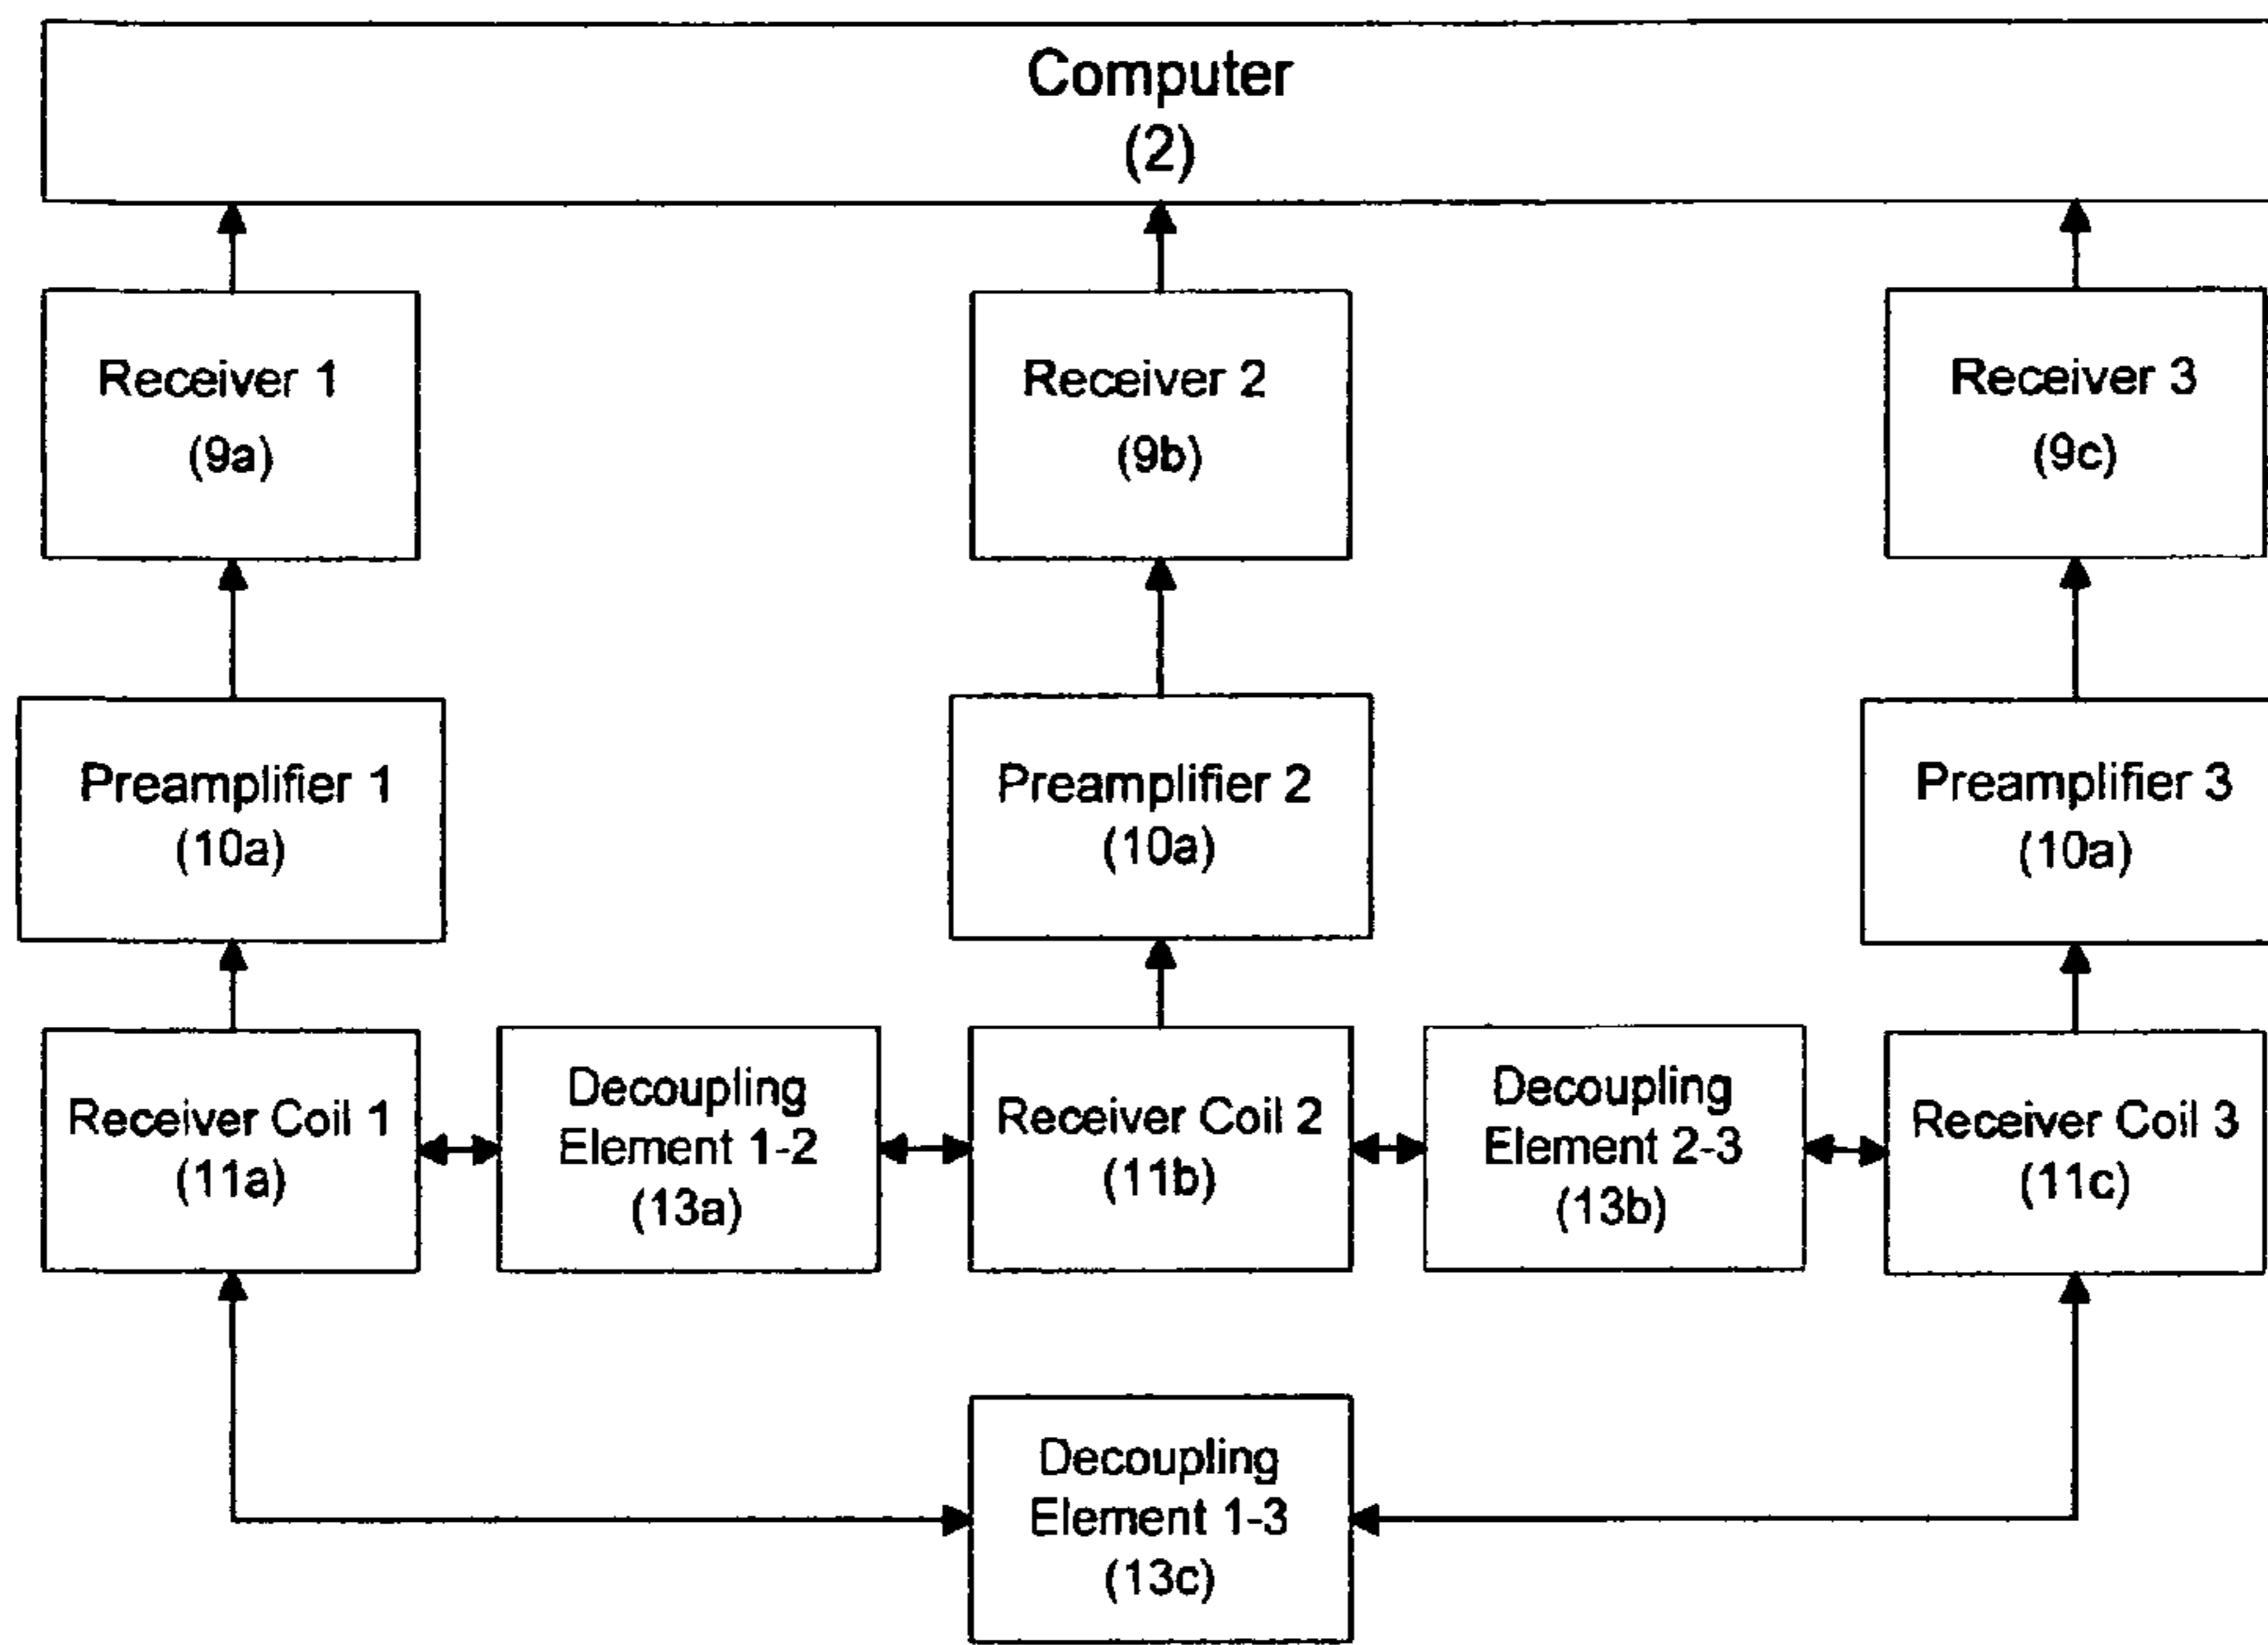 Computer
(2)
Receiver 1
(9a)
Receiver 2
(9b)
Receiver 3
(9c)
Preamplifier 1
(10a)
Preamplifier 2
(10a)
Preamplifier 3
(10a)
Receiver Coil 1
(11a)
Decoupling
Element 1-2
(13a)
Receiver Coil 2
(11b)
Decoupling
Element 2-3
(13b)
Receiver Coil 3
(11c)
Decoupling
Element 1-3
(13c)